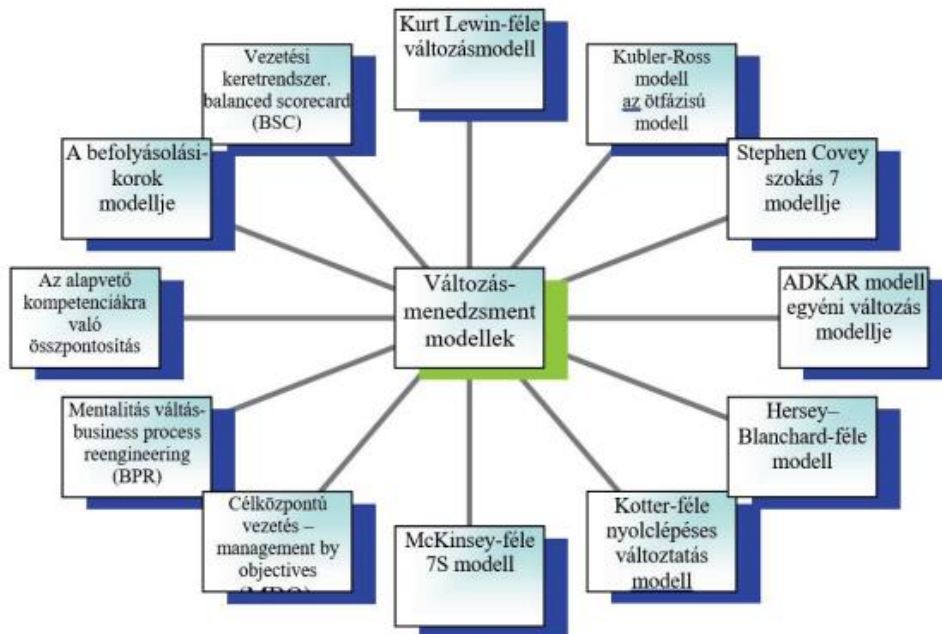 Kurt Lewin-féle
változásmodell
Kubler-Ross
modell
az ötfázisú
modell
Stephen Covey
szokás 7
modellje
ADKAR modell
egyéni változás
modellje
Hersey–
Blanchard-féle
modell
Kotter-féle
nyolclépéses
változtatás
modell
McKinsey-féle
7S modell
Célközpontú
vezetés –
management by
objectives
(MBO)
Mentalitás váltás-
business process
reengineering
(BPR)
Az alapvető
kompetenciákra
való
összpontositás
A befolyásolási-
korok
modellje
Vezetési
keretrendszer.
balanced scorecard
(BSC)
Változás-
menedzsment
modellek